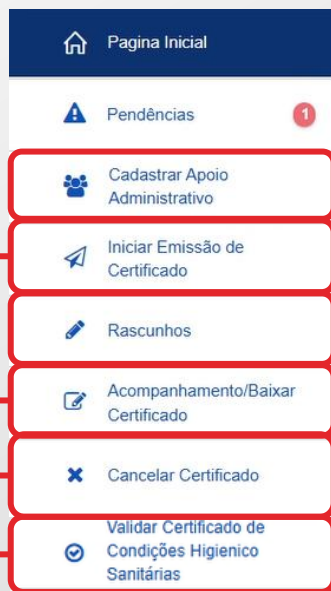 Pagina Inicial
Pendências
1
Cadastrar Apoio
Administrativo
Iniciar Emissão de
Certificado
Rascunhos
Acompanhamento/Baixar
Certificado
Cancelar Certificado
Validar Certificado de
Condições Higienico
Sanitárias